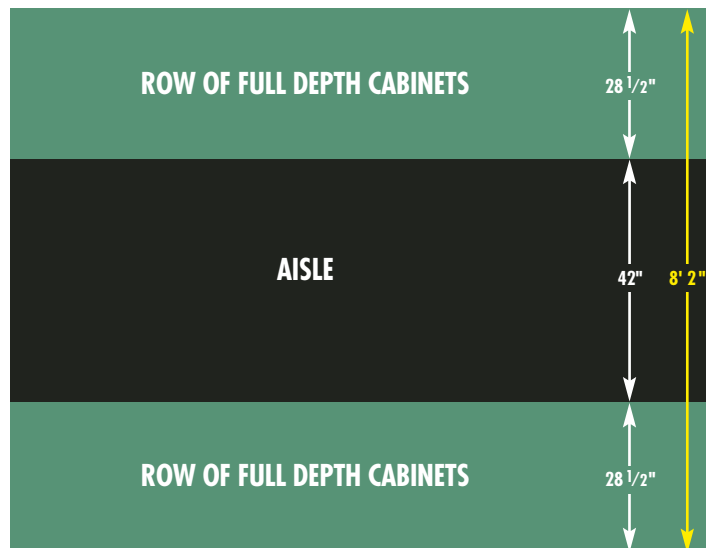 ROW OF FULL DEPTH CABINETS
28 1/2"
AISLE
42"
8' 2"
ROW OF FULL DEPTH CABINETS
28 1/2"